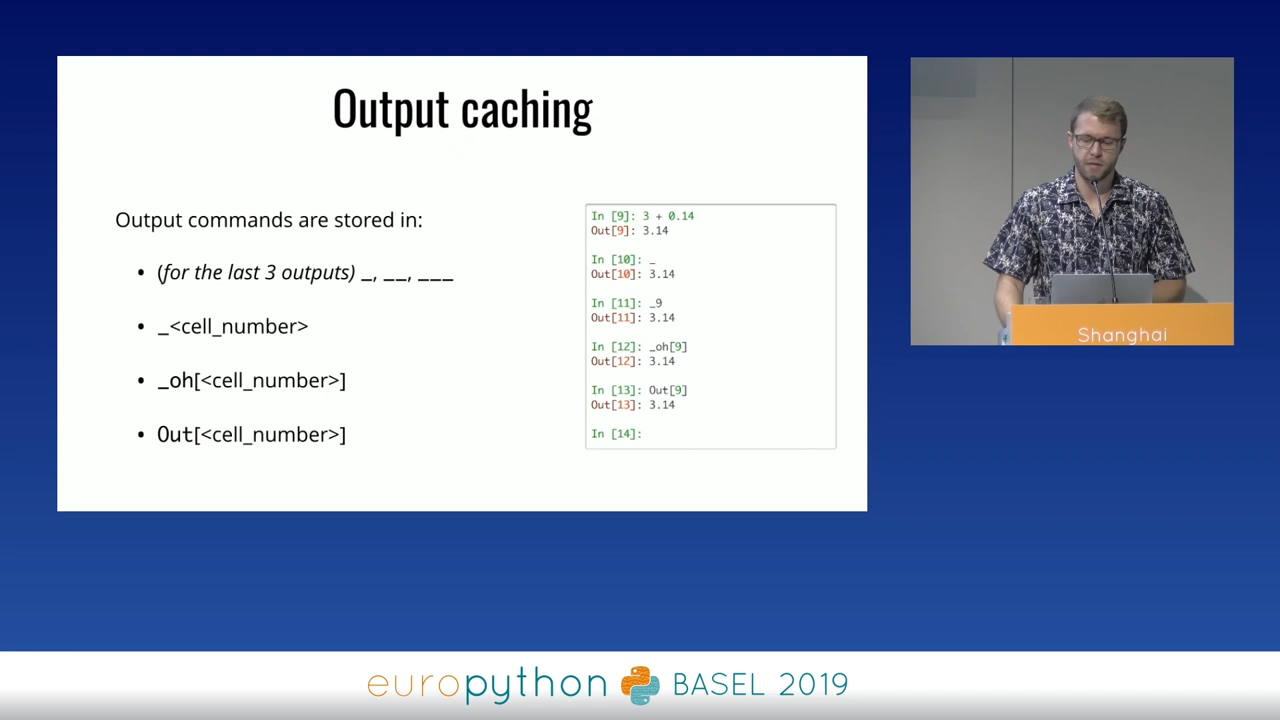 Output caching
Output commands are stored in:
• (for the last 3 outputs) _, __, ___
• _<cell_number>
• _oh[<cell_number>]
• Out[<cell_number>]
In [9]: 3 + 0.14
Out[9]: 3.14
In [10]: _
Out[10]: 3.14
In [11]: _9
Out[11]: 3.14
In [12]: _oh[9]
Out[12]: 3.14
In [13]: Out[9]
Out[13]: 3.14
In [14]:
Shanghai
europython BASEL 2019